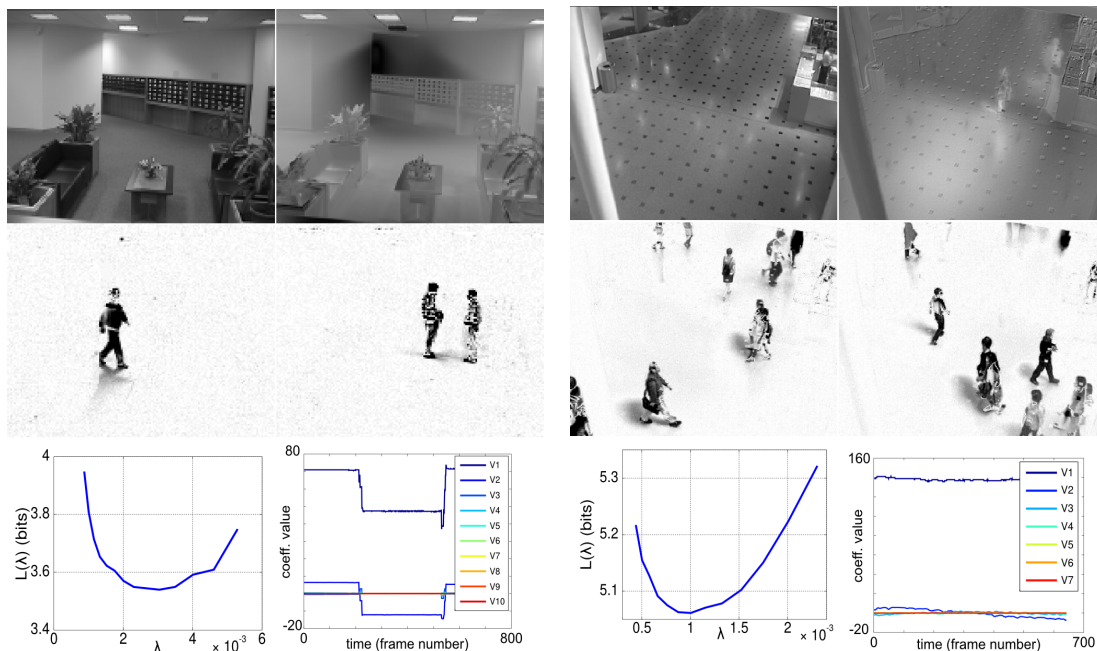 4
3.8
3.6
3.4
L(λ) (bits)
0
2
4
6
× 10⁻³
λ
80
-20
coeff. value
0
800
time (frame number)
V1
V2
V3
V4
V5
V6
V7
V8
V9
V10
5.3
5.2
5.1
L(λ) (bits)
0.5
1
1.5
2
× 10⁻³
λ
160
-20
coeff. value
0
700
time (frame number)
V1
V2
V3
V4
V5
V6
V7